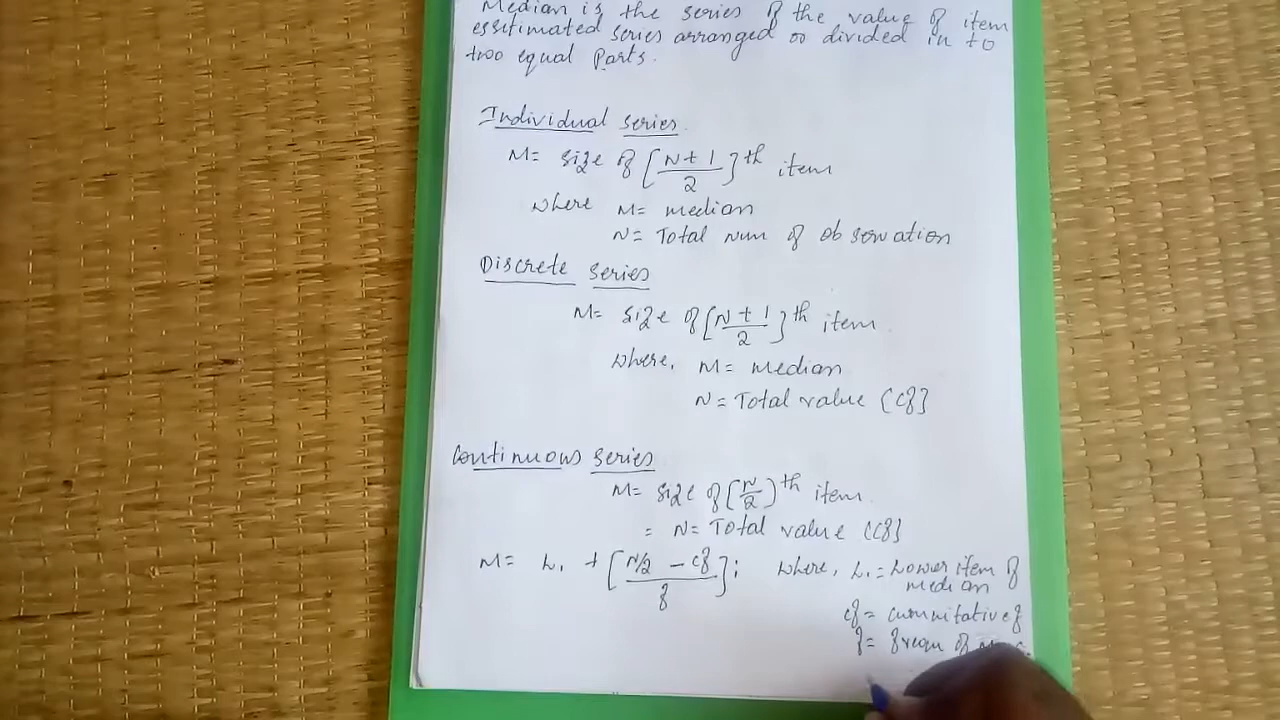 Median is the series of the value of item
essitimated series arranged or divided in to
two equal parts.
Individual series.
M= size of [N+1/2]th item
where M= median
N= Total num of observation
Discrete series
M= size of [N+1/2]th item.
where, M= median
N= Total value (cf)
Continuous series
M= size of (N/2)th item.
= N= Total value (cf)
M= L₁ + [N/2 - cf/f]; where, L₁= Lower item of
median
cf= cummitative f
f= frequ of